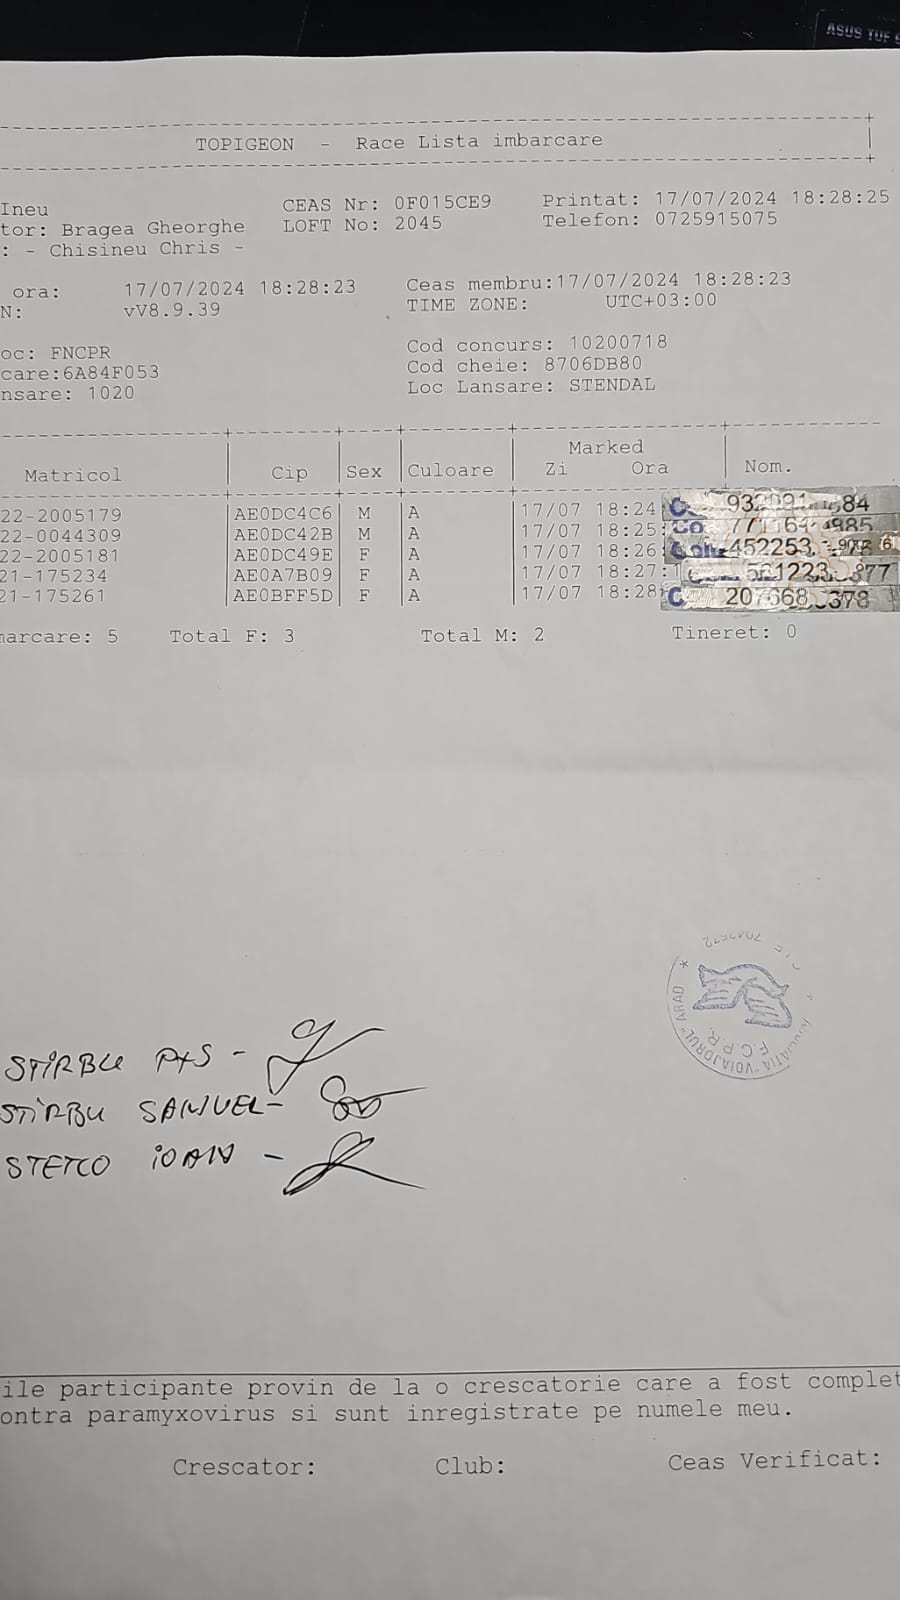 ASUS TUF
TOPIGEON - Race Lista imbarcare
Ineu CEAS Nr: 0F015CE9 Printat: 17/07/2024 18:28:25
tor: Bragea Gheorghe LOFT No: 2045 Telefon: 0725915075
: - Chisineu Chris -
ora: 17/07/2024 18:28:23 Ceas membru:17/07/2024 18:28:23
N: vV8.9.39 TIME ZONE: UTC+03:00
oc: FNCPR Cod concurs: 10200718
care:6A84F053 Cod cheie: 8706DB80
nsare: 1020 Loc Lansare: STENDAL
Marked
Matricol Cip Sex Culoare Zi Ora Nom.
22-2005179 AE0DC4C6 M A 17/07 18:24
22-0044309 AE0DC42B M A 17/07 18:25:
22-2005181 AE0DC49E F A 17/07 18:26 452253
21-175234 AE0A7B09 F A 17/07 18:27:
21-175261 AE0BFF5D F A 17/07 18:28
marcare: 5 Total F: 3 Total M: 2 Tineret: 0
ASOCIATIA "VOIAJORUL" ARAD *
F.C.P.R.
STIRBU -
STIRBU SAMUEL -
STETCO IOAN -
ile participante provin de la o crescatorie care a fost complet
ontra paramyxovirus si sunt inregistrate pe numele meu.
Crescator: Club: Ceas Verificat: